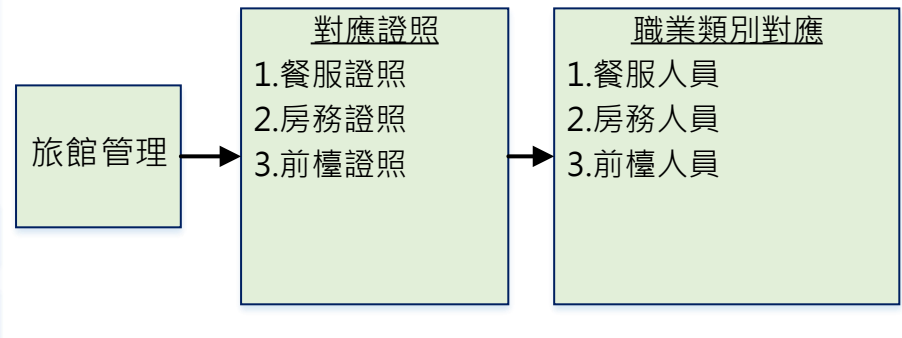 旅館管理
對應證照
1.餐服證照
2.房務證照
3.前檯證照
職業類別對應
1.餐服人員
2.房務人員
3.前檯人員